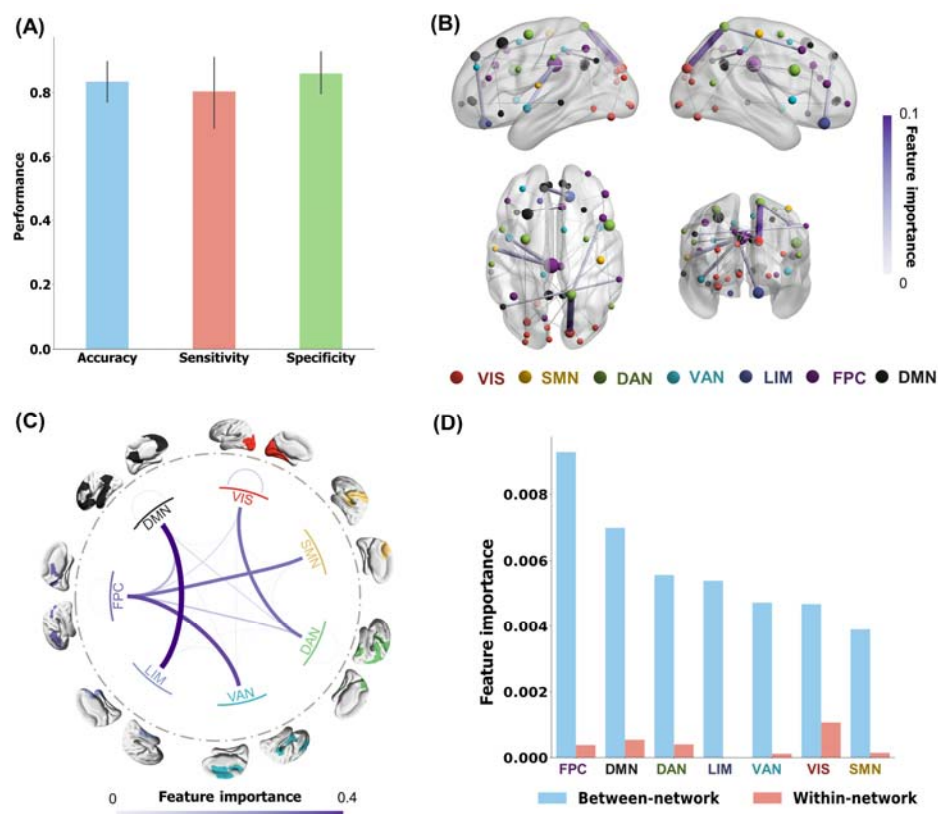 (A)
0.8
0.6
0.4
0.2
0.0
Performance
Accuracy
Sensitivity
Specificity
(B)
0.1
Feature importance
0
VIS
SMN
DAN
VAN
LIM
FPC
DMN
(C)
DMN
VIS
SMN
FPC
DAN
LIM
VAN
0
Feature importance
0.4
(D)
0.008
0.006
0.004
0.002
0.000
Feature importance
FPC
DMN
DAN
LIM
VAN
VIS
SMN
Between-network
Within-network